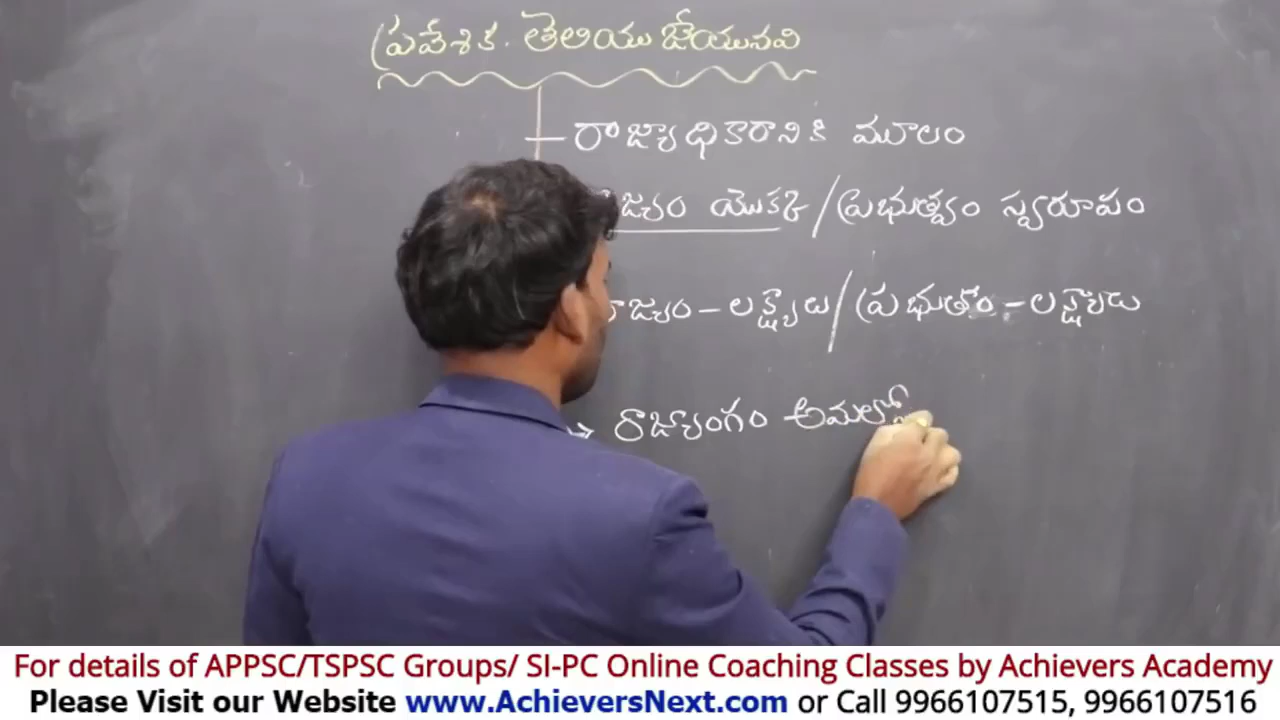 ప్రవేశిక. తెలియుజేయునవి
రాజ్యాధికారానికి మూలం
యొక్క / ప్రభుత్వం స్వరూపం
రాజ్యం - లక్ష్యాలు / ప్రభుత్వం - లక్ష్యాలు
→ రాజ్యాంగం అమల్లో
For details of APPSC/TSPSC Groups/ SI-PC Online Coaching Classes by Achievers Academy
Please Visit our Website www.AchieversNext.com or Call 9966107515, 9966107516